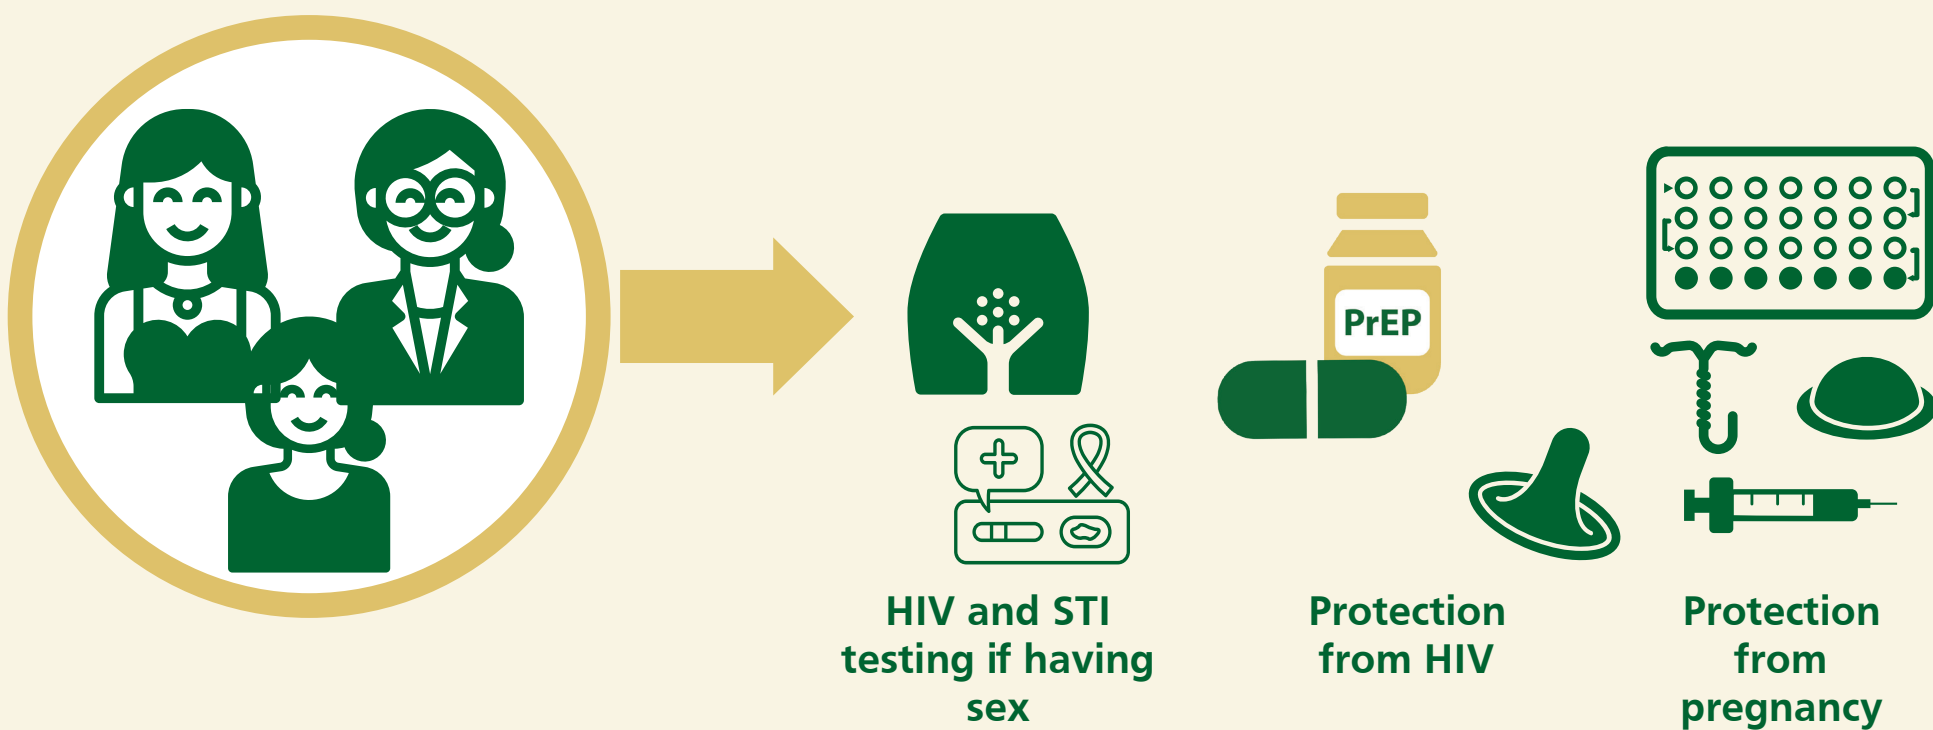 PrEP
HIV and STI
testing if having
sex
Protection
from HIV
Protection
from
pregnancy